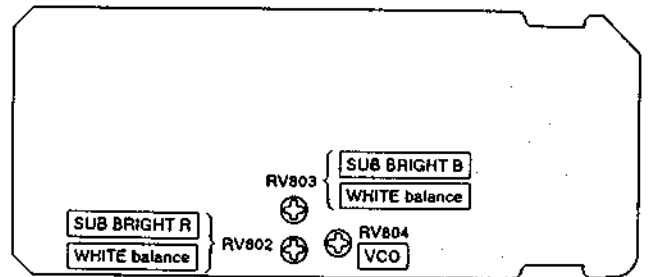 SUB BRIGHT B
RV803
WHITE balance
SUB BRIGHT R
RV804
RV802
WHITE balance
VCO